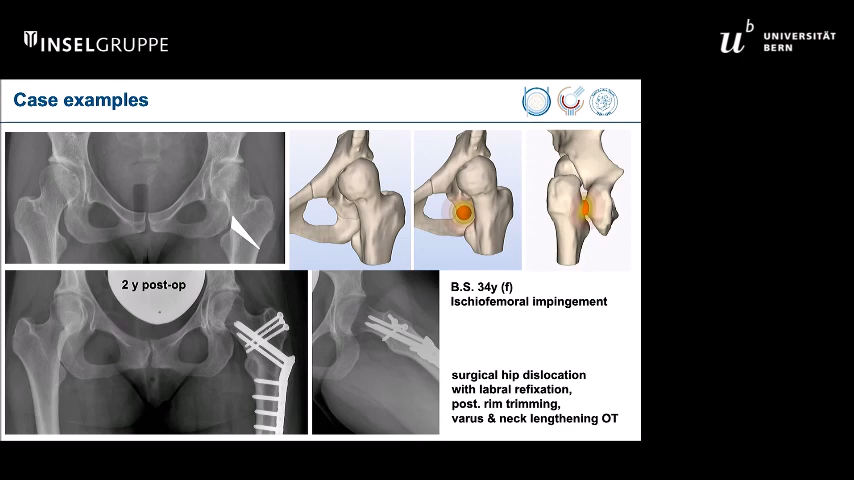 INSELGRUPPE
u b UNIVERSITÄT
BERN
Case examples
2 y post-op
B.S. 34y (f)
Ischiofemoral impingement
surgical hip dislocation
with labral refixation,
post. rim trimming,
varus & neck lengthening OT